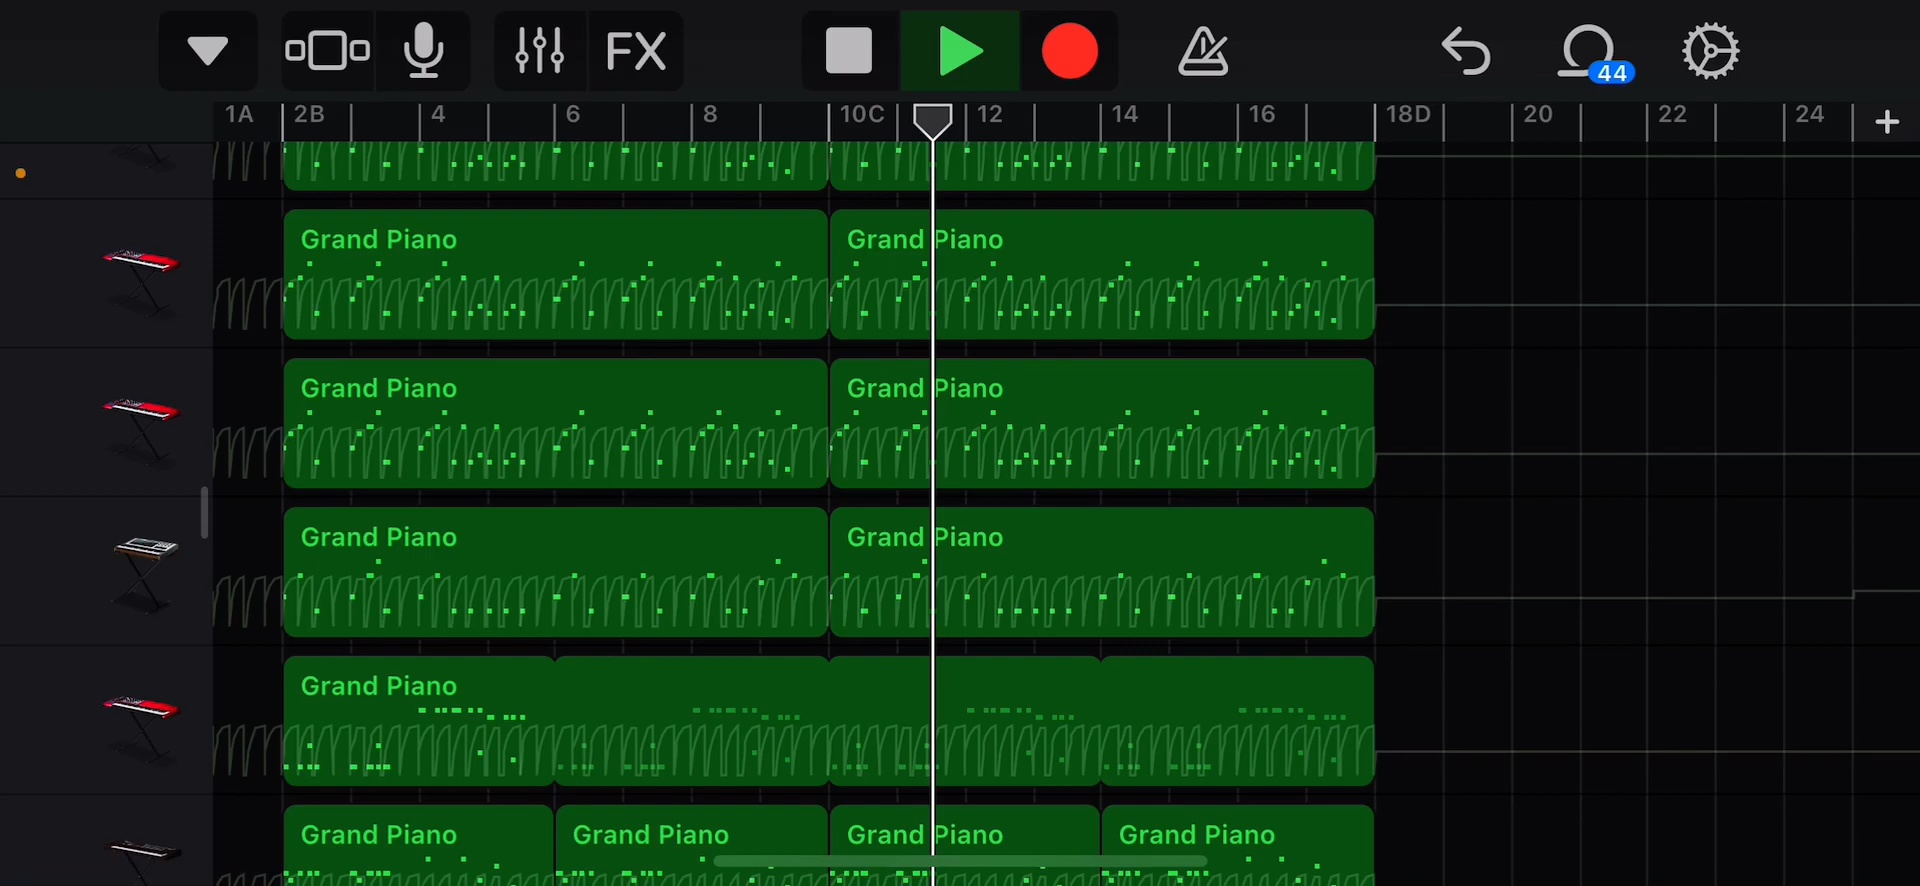 FX
44
1A 2B 4 6 8 10C 12 14 16 18D 20 22 24 +
Grand Piano Grand Piano
Grand Piano Grand Piano
Grand Piano Grand Piano
Grand Piano
Grand Piano Grand Piano Grand Piano Grand Piano